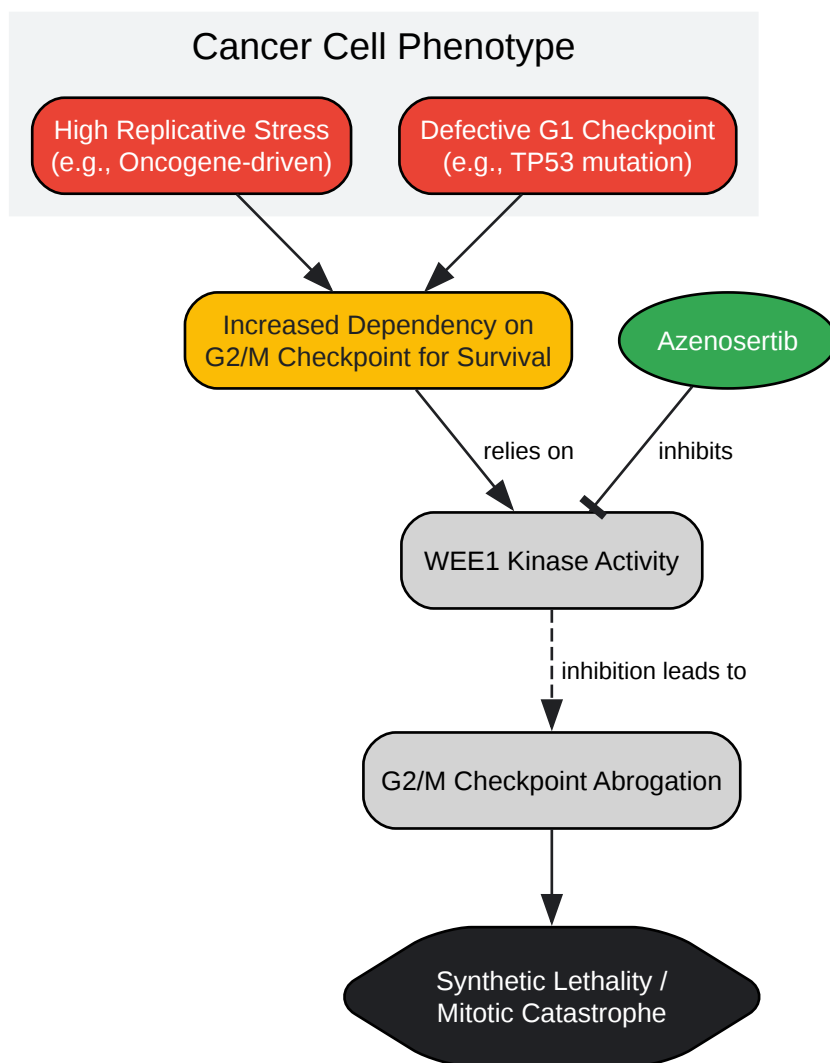 Cancer Cell Phenotype
High Replicative Stress
(e.g., Oncogene-driven)
Defective G1 Checkpoint
(e.g., TP53 mutation)
Increased Dependency on
G2/M Checkpoint for Survival
Azenosertib
relies on
inhibits
WEE1 Kinase Activity
inhibition leads to
G2/M Checkpoint Abrogation
Synthetic Lethality /
Mitotic Catastrophe